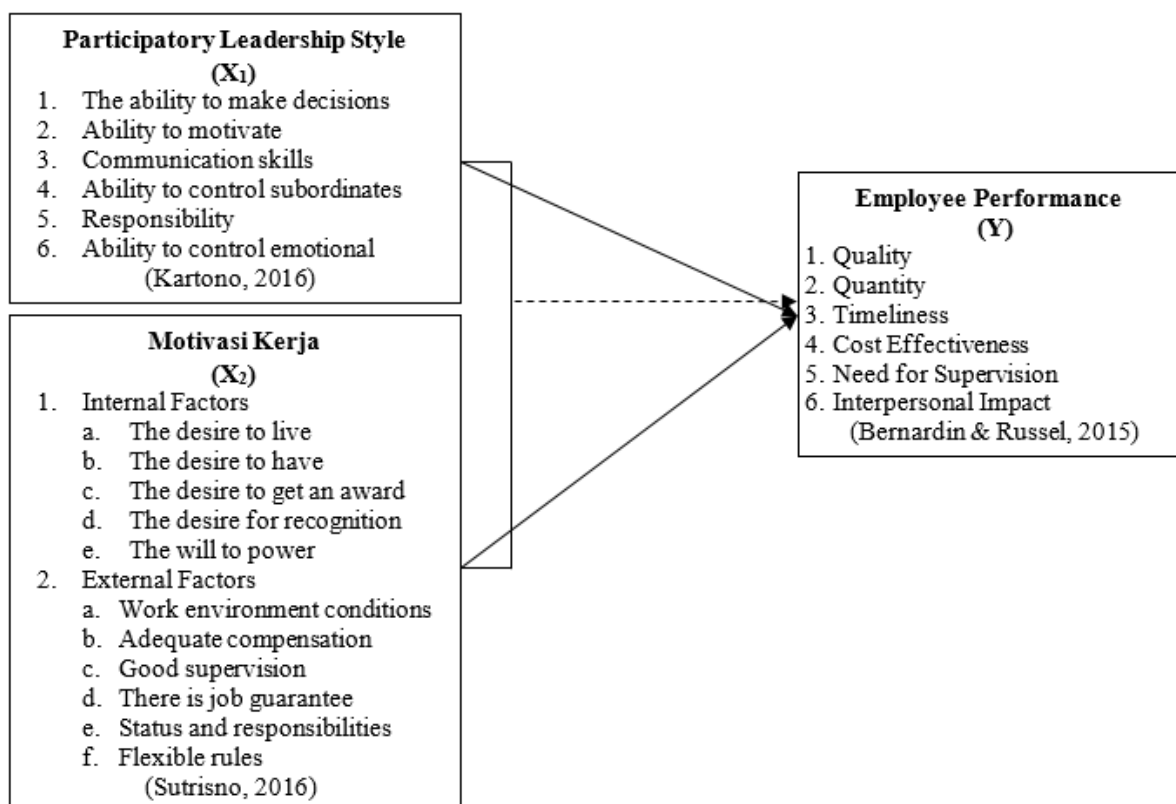 Participatory Leadership Style
(X₁)
1. The ability to make decisions
2. Ability to motivate
3. Communication skills
4. Ability to control subordinates
5. Responsibility
6. Ability to control emotional
(Kartono, 2016)
Motivasi Kerja
(X₂)
1. Internal Factors
a. The desire to live
b. The desire to have
c. The desire to get an award
d. The desire for recognition
e. The will to power
2. External Factors
a. Work environment conditions
b. Adequate compensation
c. Good supervision
d. There is job guarantee
e. Status and responsibilities
f. Flexible rules
(Sutrisno, 2016)
Employee Performance
(Y)
1. Quality
2. Quantity
3. Timeliness
4. Cost Effectiveness
5. Need for Supervision
6. Interpersonal Impact
(Bernardin & Russel, 2015)